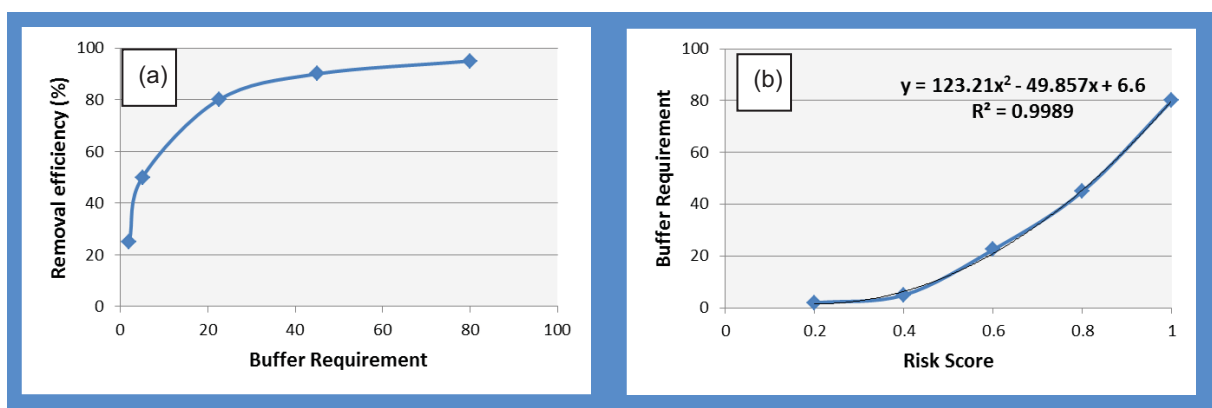 (a)
Removal efficiency (%)
100
80
60
40
20
0
0 20 40 60 80 100
Buffer Requirement
(b)
y = 123.21x² - 49.857x + 6.6
R² = 0.9989
Buffer Requirement
100
80
60
40
20
0
0 0.2 0.4 0.6 0.8 1
Risk Score